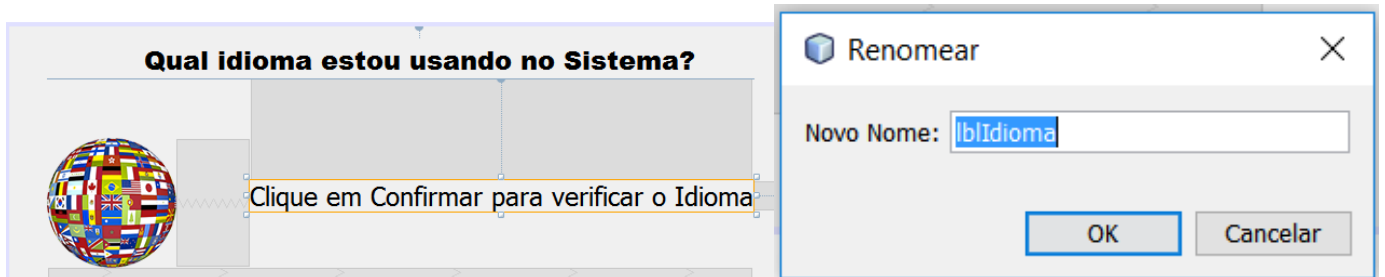 Qual idioma estou usando no Sistema?
Clique em Confirmar para verificar o Idioma
Renomear
Novo Nome: lblIdioma
OK Cancelar